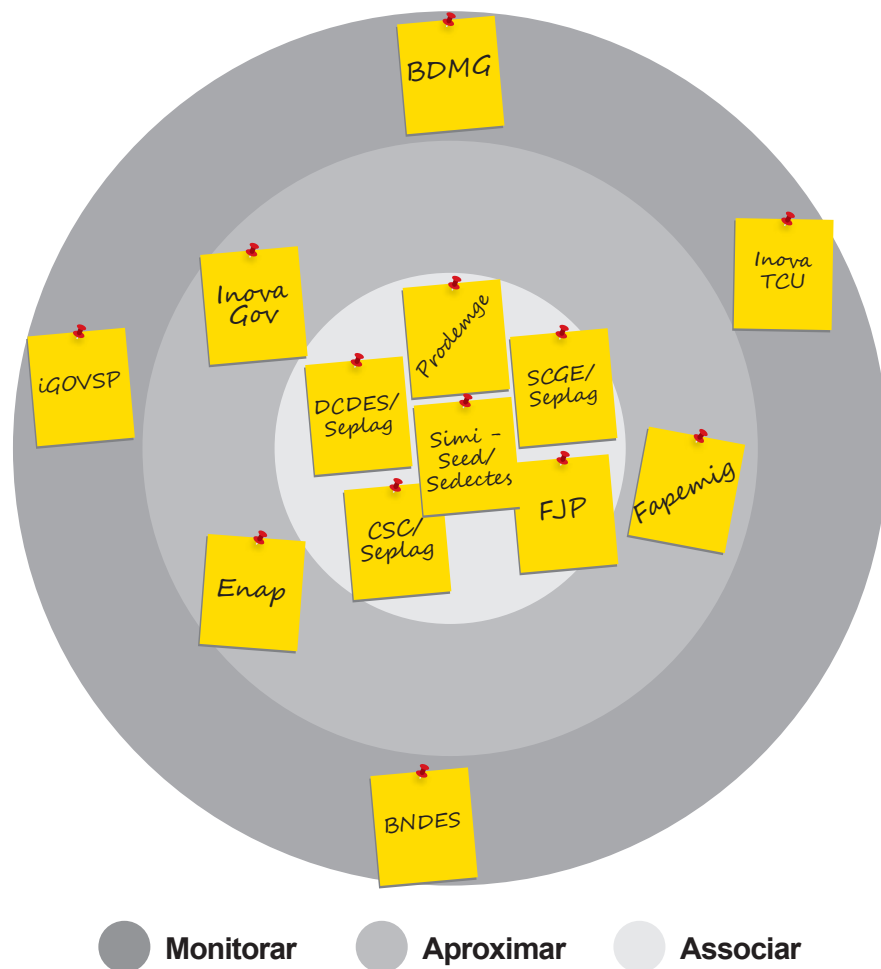 BDMG
Inova
TCU
Inova
Gov
Prodemge
iGOVSP
DCDES/
Seplag
SCGE/
Seplag
Simi -
Seed/
Sedectes
Fapemig
CSC/
Seplag
FJP
Enap
BNDES
Monitorar
Aproximar
Associar